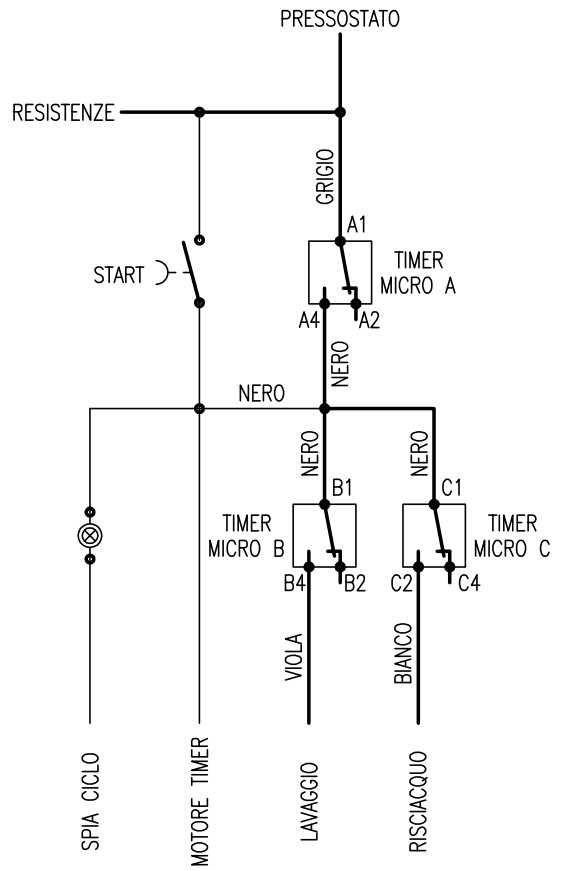 PRESSOSTATO
RESISTENZE
GRIGIO
A1
TIMER
MICRO A
START
A4
A2
NERO
NERO
NERO
NERO
B1
C1
TIMER
MICRO B
TIMER
MICRO C
B4
B2
C2
C4
VIOLA
BIANCO
SPIA CICLO
MOTORE TIMER
LAVAGGIO
RISCIACQUO